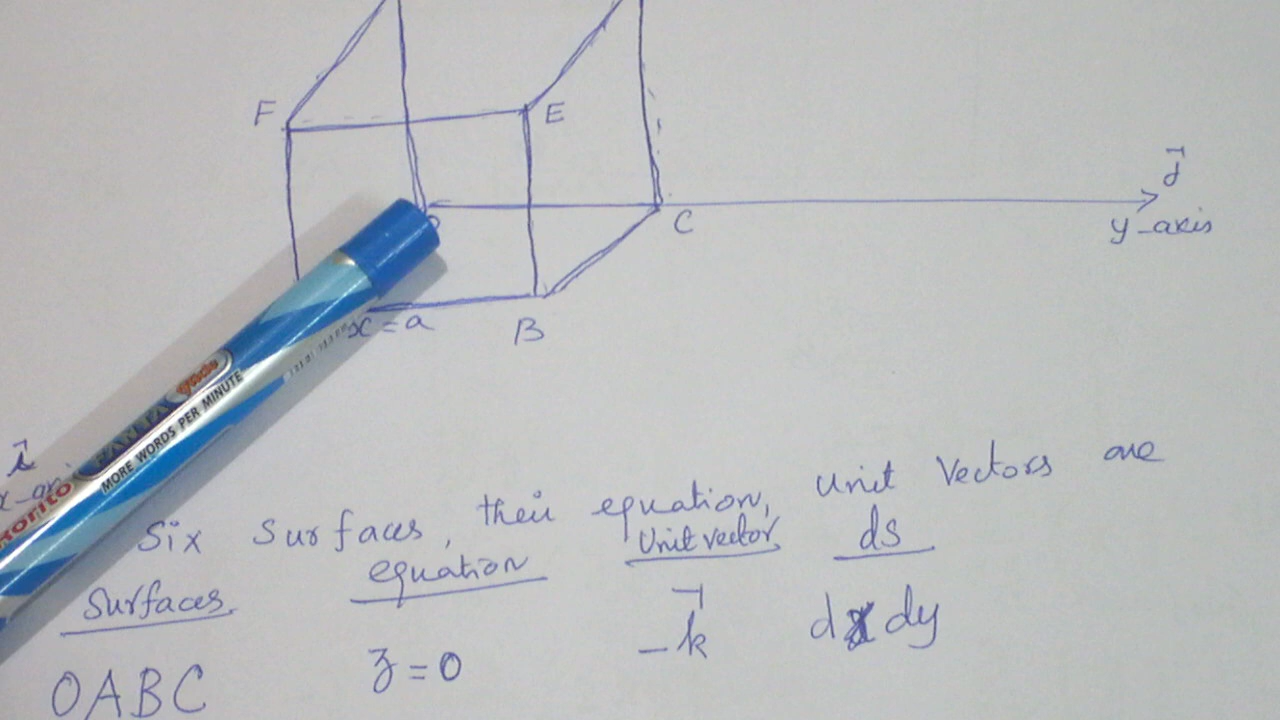 F
E
j
y-axis
C
x = a
B
i
MORE WORDS PER MINUTE
Six Surfaces, their equation, Unit Vectors are
Surfaces equation Unit vector ds
OABC z = 0 -k dx dy